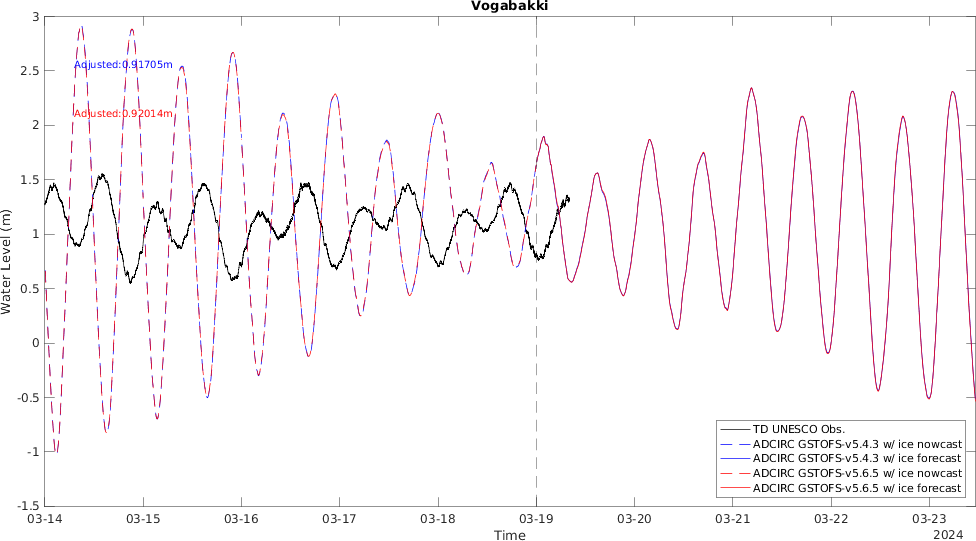 Vogabakki
3
2.5
2
1.5
1
0.5
0
-0.5
-1
-1.5
Water Level (m)
Adjusted:0.91705m
Adjusted:0.92014m
TD UNESCO Obs.
ADCIRC GSTOFS-v5.4.3 w/ ice nowcast
ADCIRC GSTOFS-v5.4.3 w/ ice forecast
ADCIRC GSTOFS-v5.6.5 w/ ice nowcast
ADCIRC GSTOFS-v5.6.5 w/ ice forecast
03-14 03-15 03-16 03-17 03-18 03-19 03-20 03-21 03-22 03-23
Time
2024